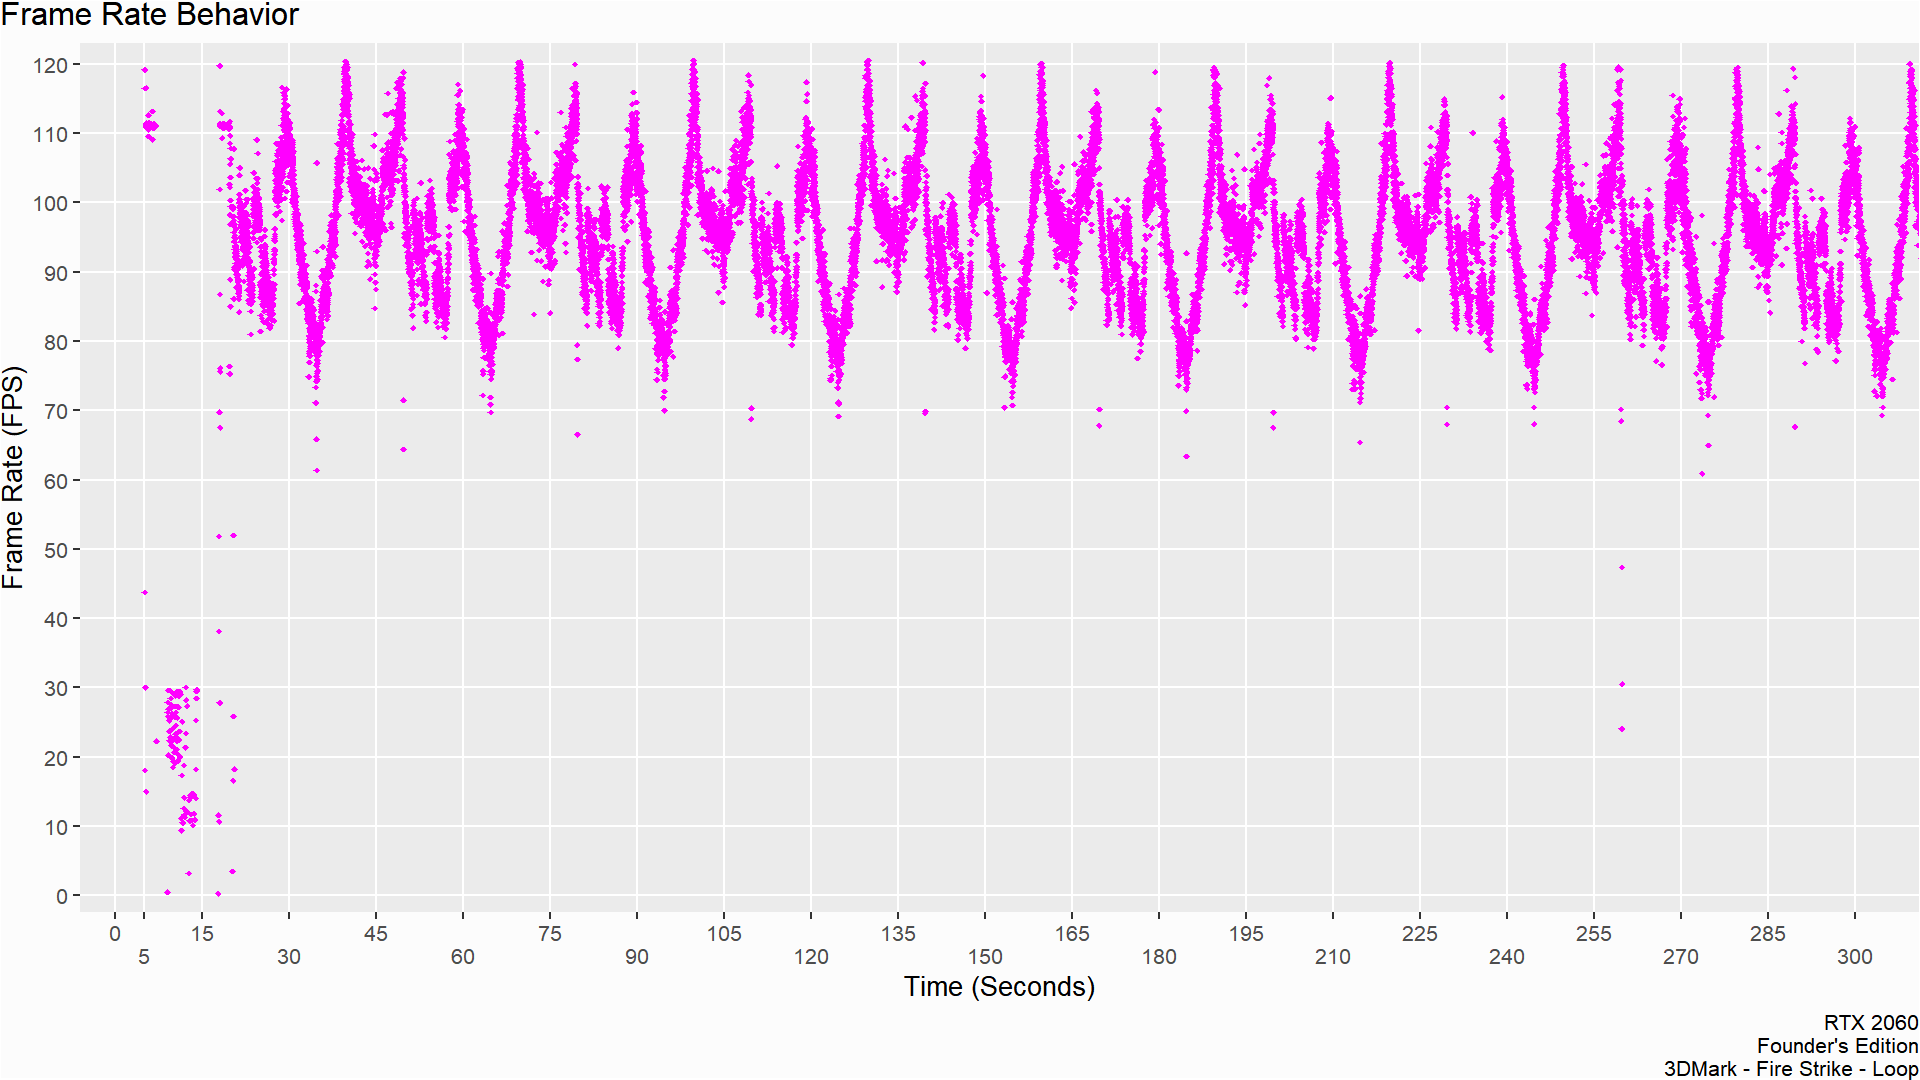 Frame Rate Behavior
Frame Rate (FPS)
120
110
100
90
80
70
60
50
40
30
20
10
0
0 15 45 75 105 135 165 195 225 255 285
5 30 60 90 120 150 180 210 240 270 300
Time (Seconds)
RTX 2060
Founder's Edition
3DMark - Fire Strike - Loop